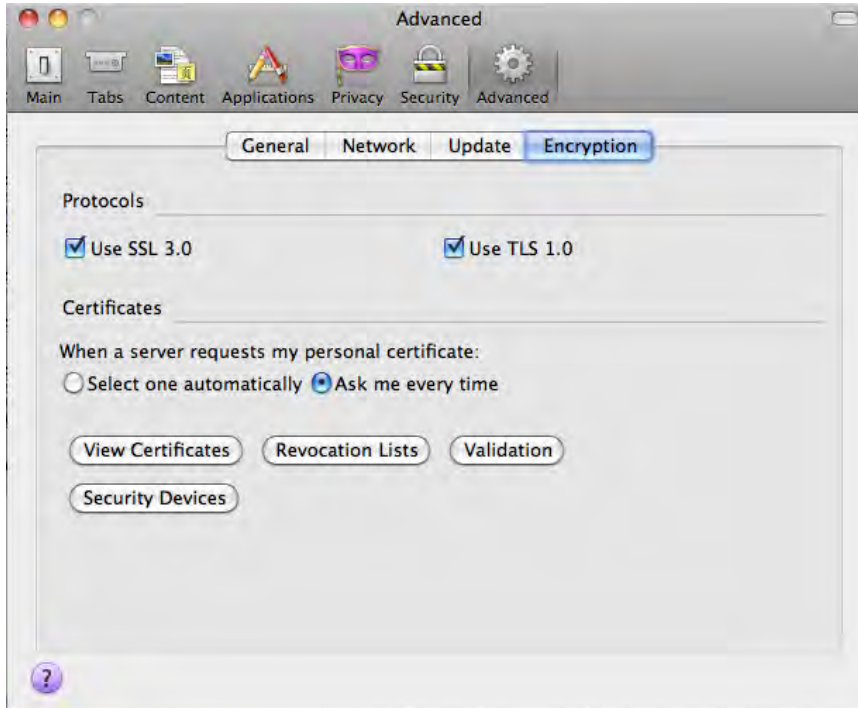 Advanced
Main Tabs Content Applications Privacy Security Advanced
General Network Update Encryption
Protocols
Use SSL 3.0 Use TLS 1.0
Certificates
When a server requests my personal certificate:
Select one automatically Ask me every time
View Certificates Revocation Lists Validation
Security Devices
?